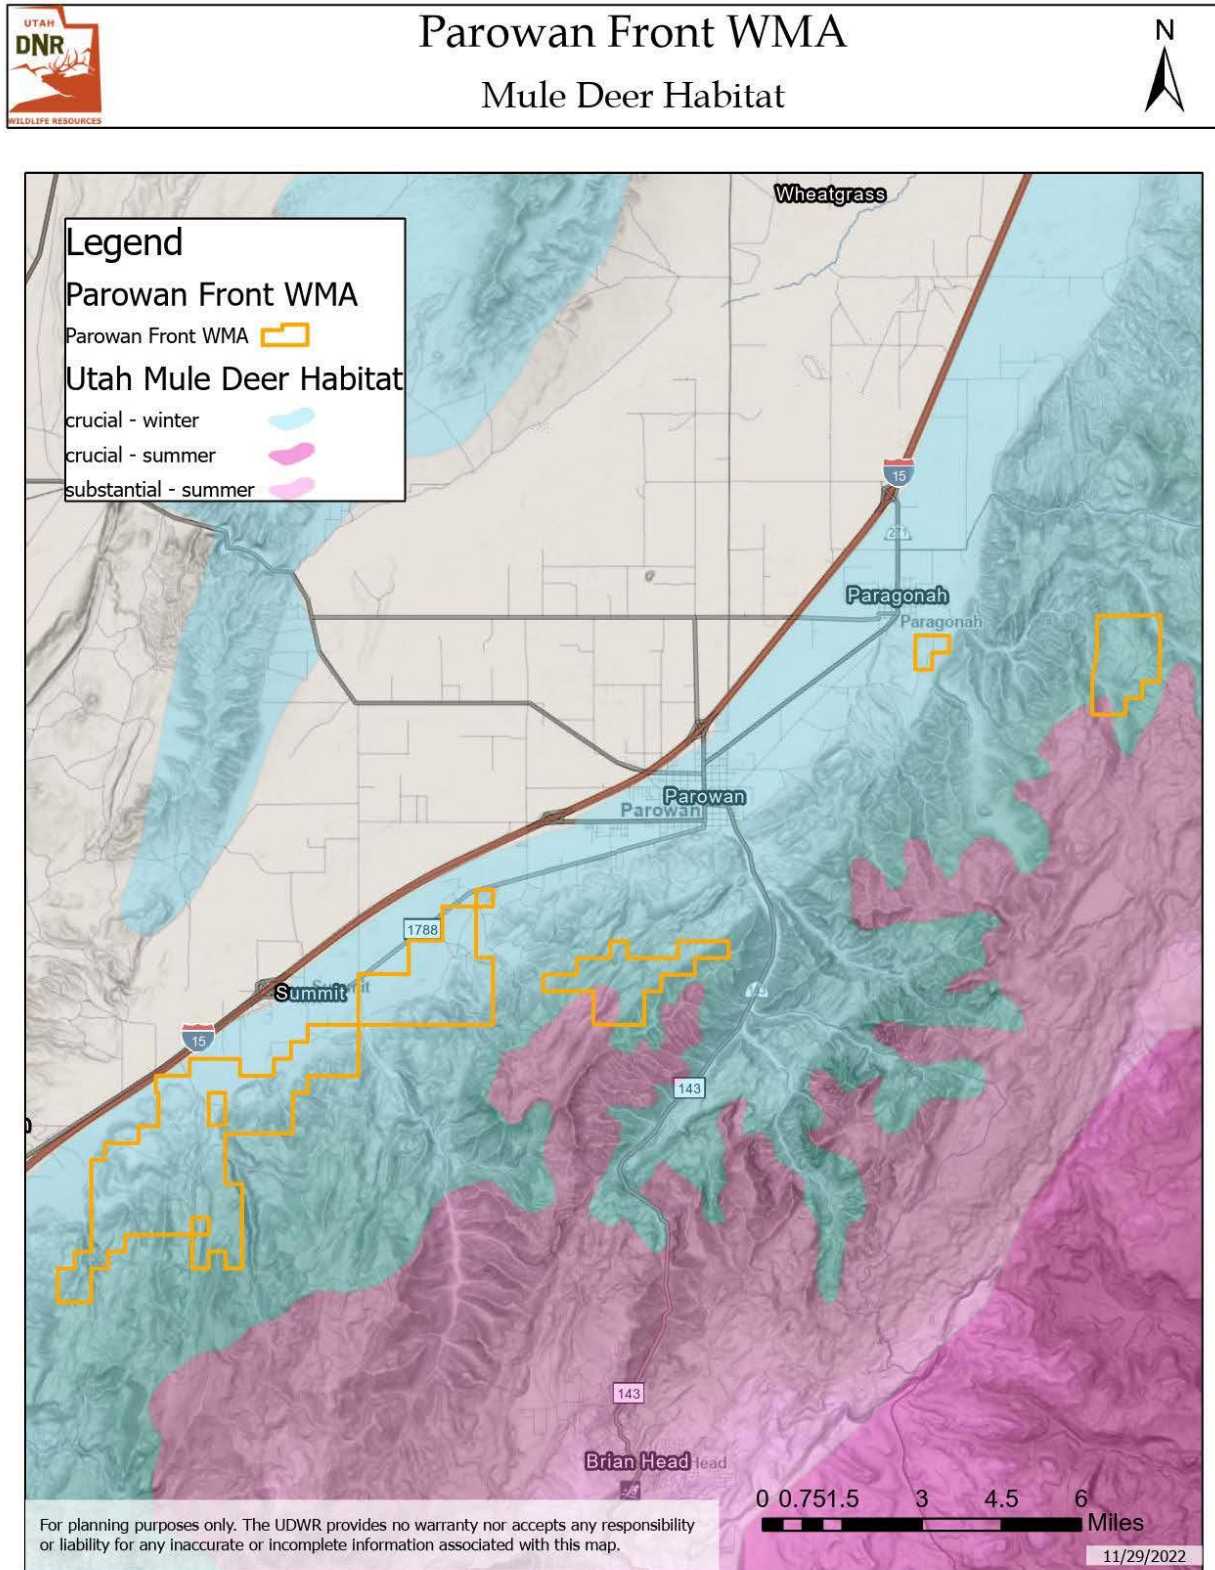 UTAH
DNR
WILDLIFE RESOURCES
Parowan Front WMA
Mule Deer Habitat
N
Wheatgrass
Legend
Parowan Front WMA
Parowan Front WMA
Utah Mule Deer Habitat
crucial - winter
crucial - summer
substantial - summer
15
271
Paragonah
Paragonah
Parowan
Parowan
1788
Summit
15
143
143
Brian Head
0 0.75 1.5 3 4.5 6
Miles
For planning purposes only. The UDWR provides no warranty nor accepts any responsibility
or liability for any inaccurate or incomplete information associated with this map.
11/29/2022